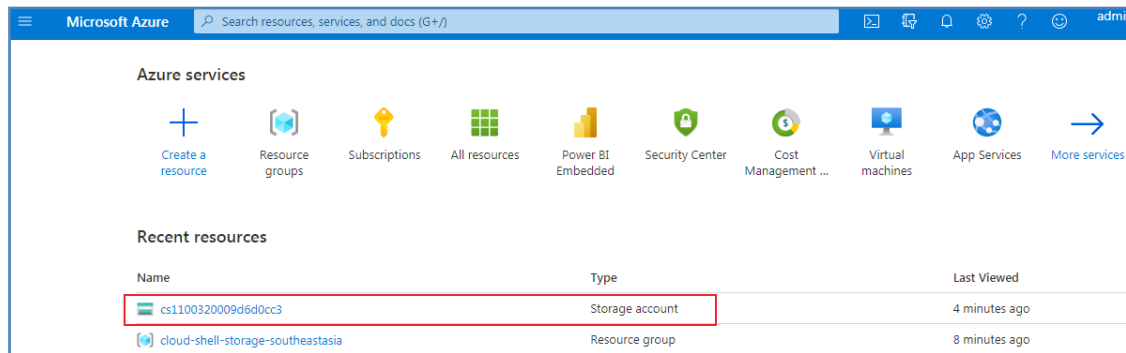 Microsoft Azure
Search resources, services, and docs (G+/)
admi
Azure services
Create a resource
Resource groups
Subscriptions
All resources
Power BI Embedded
Security Center
Cost Management ...
Virtual machines
App Services
More services
Recent resources
Name Type Last Viewed
cs1100320009d6d0cc3 Storage account 4 minutes ago
cloud-shell-storage-southeastasia Resource group 8 minutes ago